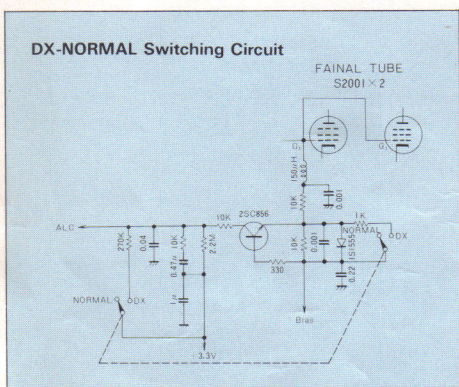 DX-NORMAL Switching Circuit
FAINAL TUBE
S2001×2
G₁
G₁
150μH
0.001
10K
ALC
10K
2SC856
1K
NORMAL
DX
270K
0.04
10K
0.47μ
2.2M
10K
0.001
1S1555
330
0.22
1μ
NORMAL
DX
Bias
3.3V